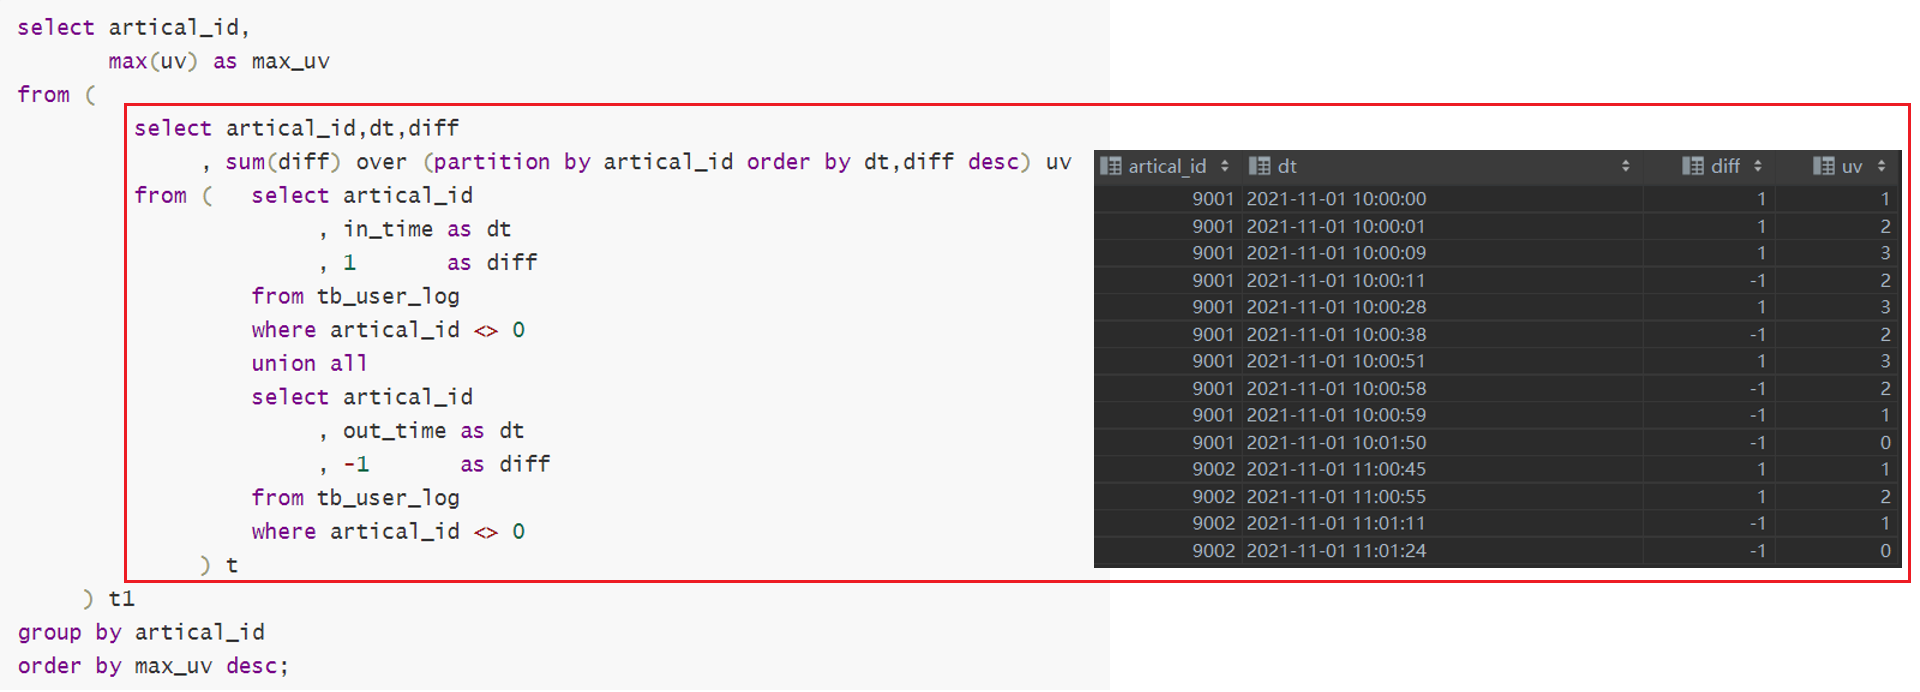 select artical_id,
max(uv) as max_uv
from (
select artical_id,dt,diff
, sum(diff) over (partition by artical_id order by dt,diff desc) uv
from ( select artical_id
, in_time as dt
, 1 as diff
from tb_user_log
where artical_id <> 0
union all
select artical_id
, out_time as dt
, -1 as diff
from tb_user_log
where artical_id <> 0
) t
) t1
group by artical_id
order by max_uv desc;
artical_id dt diff uv
9001 2021-11-01 10:00:00 1 1
9001 2021-11-01 10:00:01 1 2
9001 2021-11-01 10:00:09 1 3
9001 2021-11-01 10:00:11 -1 2
9001 2021-11-01 10:00:28 1 3
9001 2021-11-01 10:00:38 -1 2
9001 2021-11-01 10:00:51 1 3
9001 2021-11-01 10:00:58 -1 2
9001 2021-11-01 10:00:59 -1 1
9001 2021-11-01 10:01:50 -1 0
9002 2021-11-01 11:00:45 1 1
9002 2021-11-01 11:00:55 1 2
9002 2021-11-01 11:01:11 -1 1
9002 2021-11-01 11:01:24 -1 0